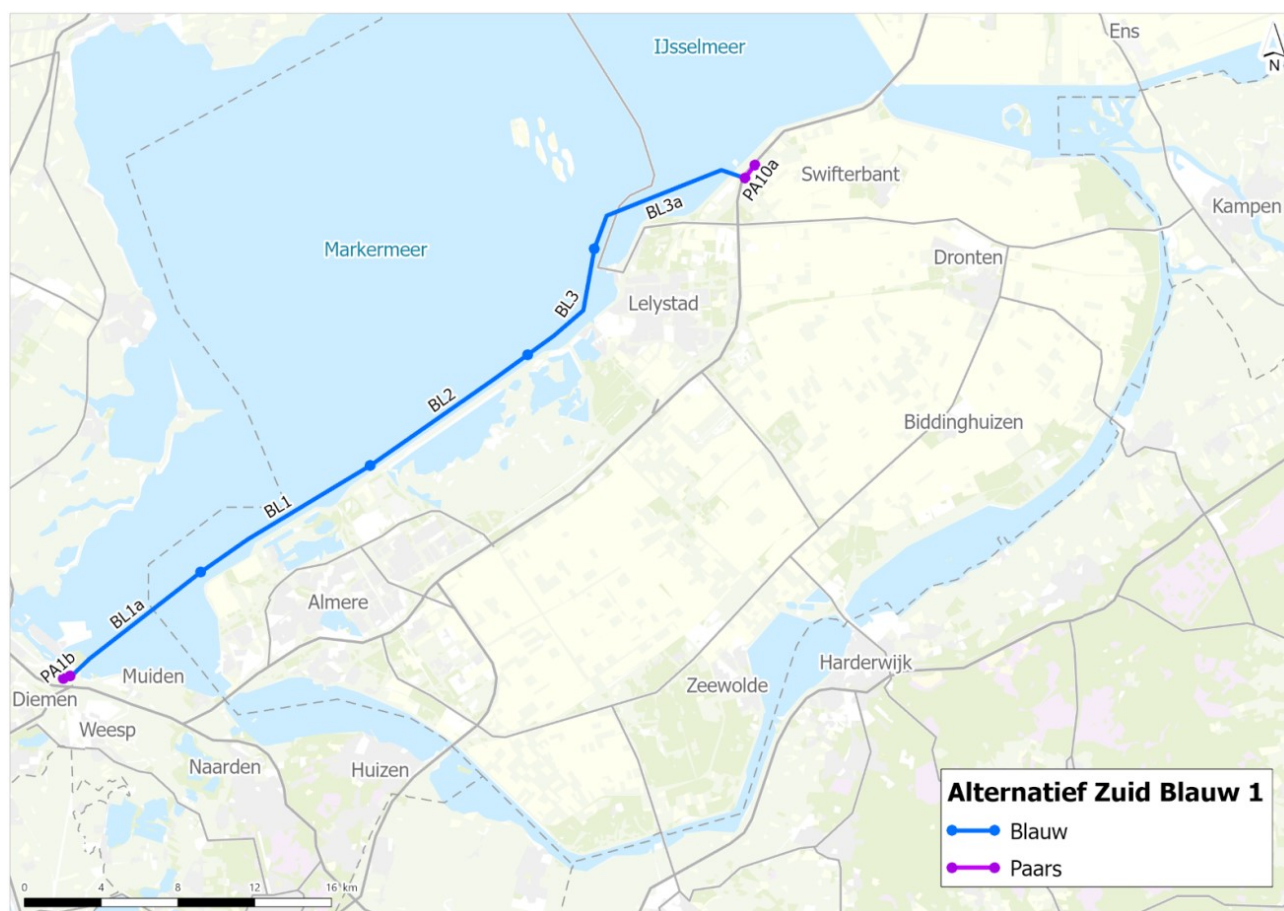 IJsselmeer
Ens
N
Swifterbant
PA10a
BL3a
Kampen
Markermeer
Dronten
Lelystad
BL3
BL2
Biddinghuizen
BL1
Almere
BL1a
PA1b
Muiden
Diemen
Weesp
Naarden
Huizen
Zeewolde
Harderwijk
Alternatief Zuid Blauw 1
Blauw
Paars
0 4 8 12 16 km